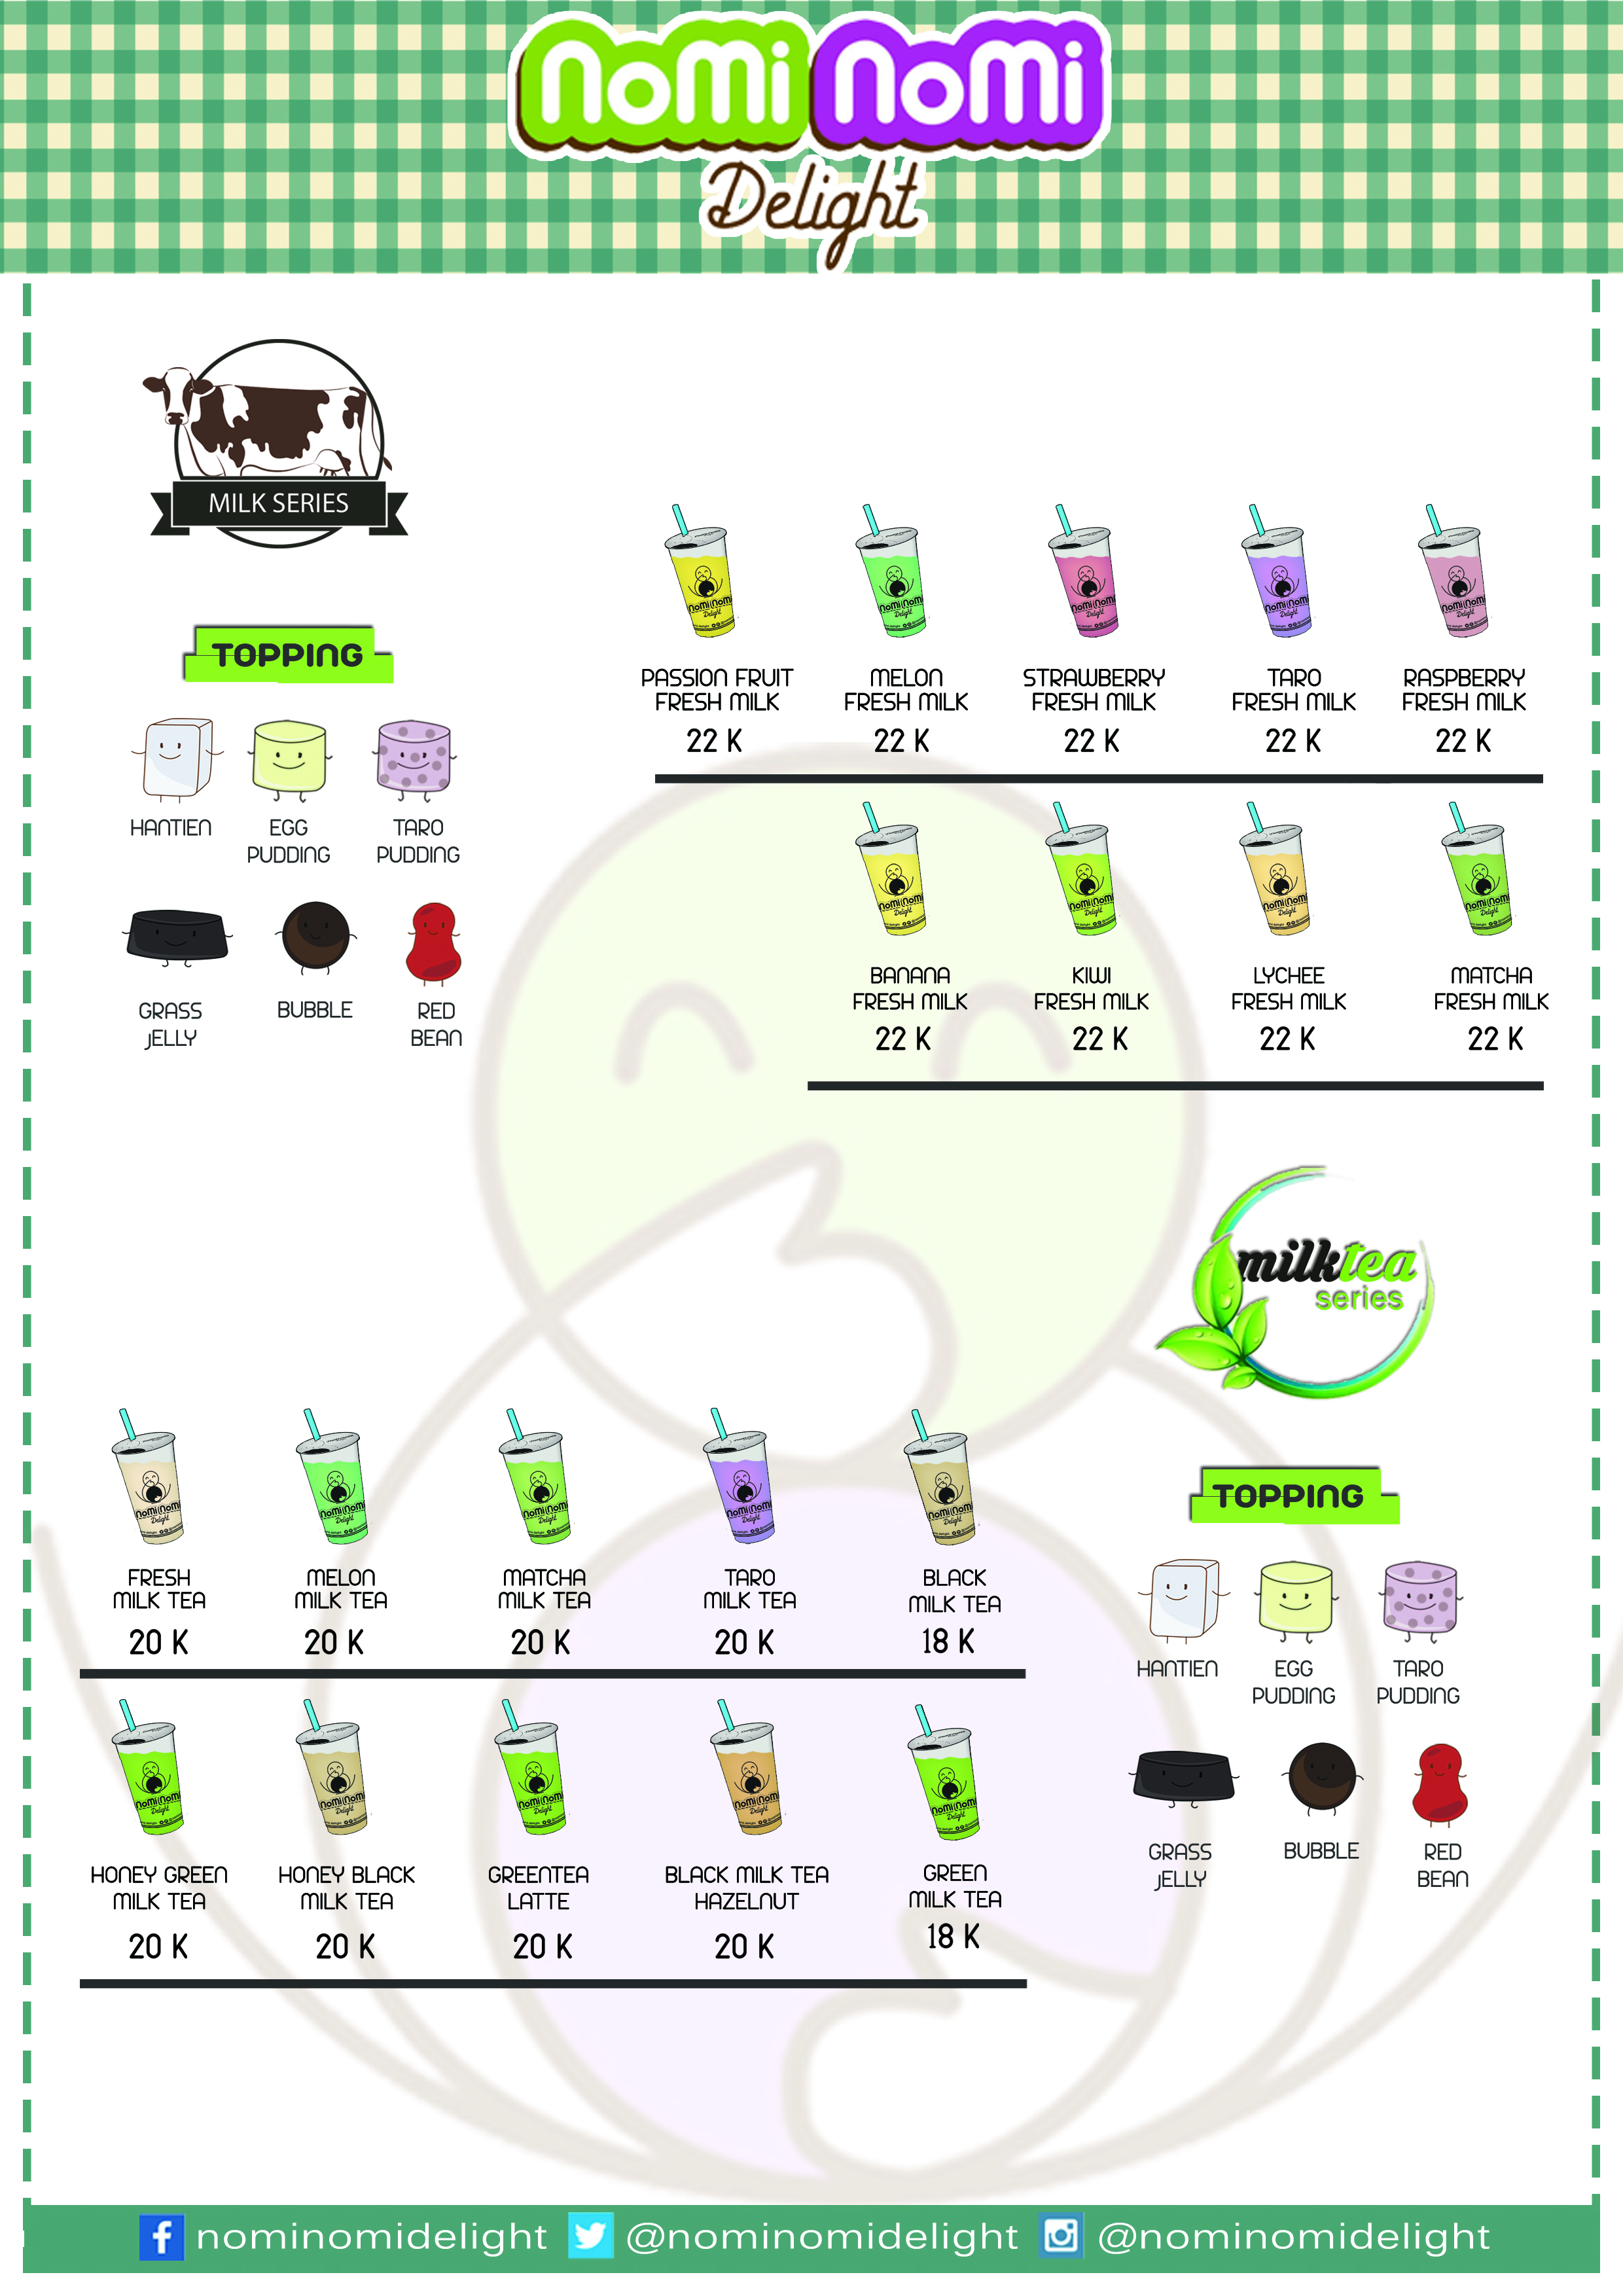 nomi nomi
Delight
MILK SERIES
TOPPING
HANTIEN
EGG
PUDDING
TARO
PUDDING
GRASS
JELLY
BUBBLE
RED
BEAN
PASSION FRUIT
FRESH MILK
22 K
MELON
FRESH MILK
22 K
STRAWBERRY
FRESH MILK
22 K
TARO
FRESH MILK
22 K
RASPBERRY
FRESH MILK
22 K
BANANA
FRESH MILK
22 K
KIWI
FRESH MILK
22 K
LYCHEE
FRESH MILK
22 K
MATCHA
FRESH MILK
22 K
milktea
series
FRESH
MILK TEA
20 K
MELON
MILK TEA
20 K
MATCHA
MILK TEA
20 K
TARO
MILK TEA
20 K
BLACK
MILK TEA
18 K
HONEY GREEN
MILK TEA
20 K
HONEY BLACK
MILK TEA
20 K
GREENTEA
LATTE
20 K
BLACK MILK TEA
HAZELNUT
20 K
GREEN
MILK TEA
18 K
TOPPING
HANTIEN
EGG
PUDDING
TARO
PUDDING
GRASS
JELLY
BUBBLE
RED
BEAN
nominomidelight
@nominomidelight
@nominomidelight